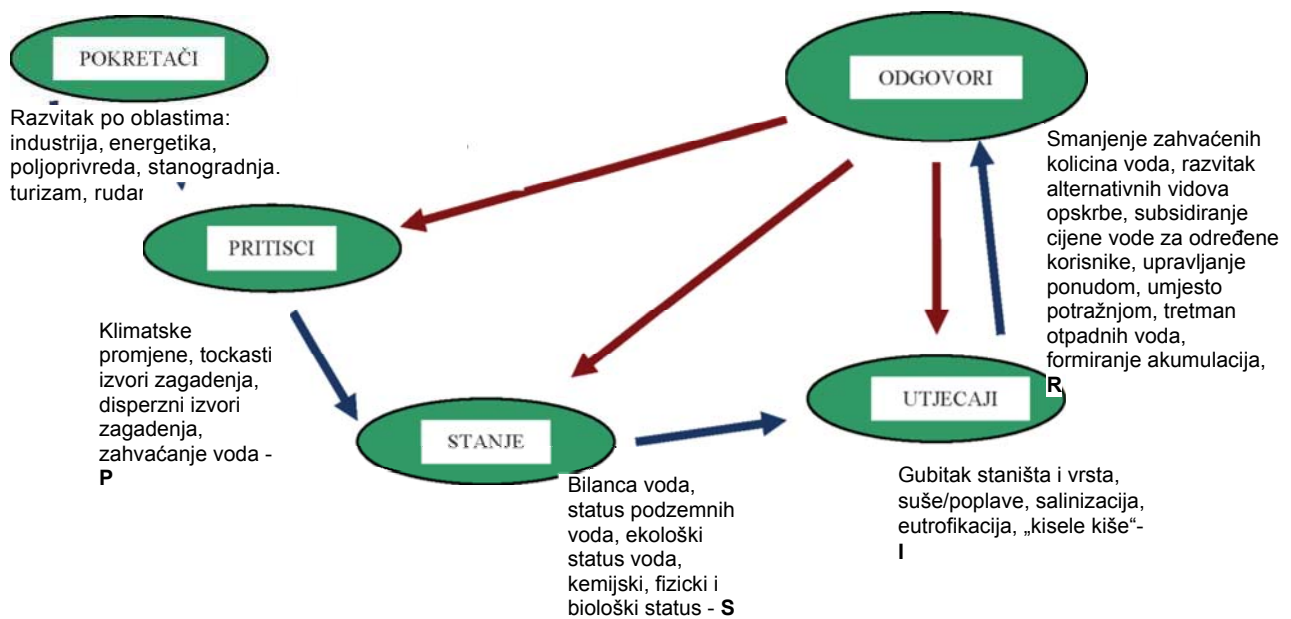 POKRETAČI
Razvitak po oblastima:
industrija, energetika,
poljoprivreda, stanogradnja.
turizam, rudar
PRITISCI
Klimatske
promjene, tockasti
izvori zagadenja,
disperzni izvori
zagadenja,
zahvaćanje voda -
P
STANJE
Bilanca voda,
status podzemnih
voda, ekološki
status voda,
kemijski, fizicki i
biološki status - S
UTJECAJI
Gubitak staništa i vrsta,
suše/poplave, salinizacija,
eutrofikacija, „kisele kiše“-
I
ODGOVORI
Smanjenje zahvaćenih
kolicina voda, razvitak
alternativnih vidova
opskrbe, subsidiranje
cijene vode za određene
korisnike, upravljanje
ponudom, umjesto
potražnjom, tretman
otpadnih voda,
formiranje akumulacija,
R